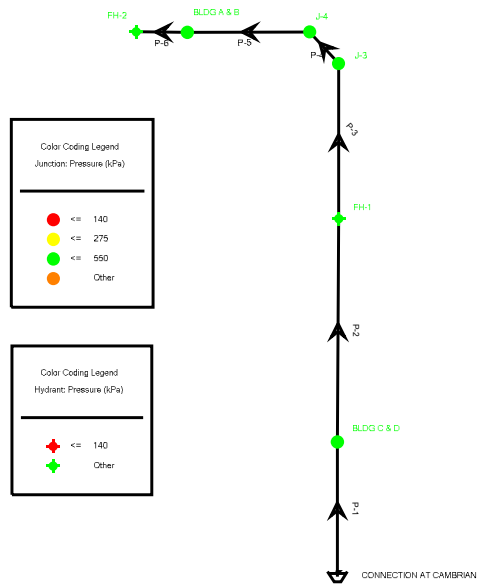 FH-2
BLDG A & B
J-4
P-6
P-5
P-4
J-3
P-3
Color Coding Legend
Junction: Pressure (kPa)
<= 140
<= 275
<= 550
Other
FH-1
P-2
Color Coding Legend
Hydrant: Pressure (kPa)
<= 140
Other
BLDG C & D
P-1
CONNECTION AT CAMBRIAN